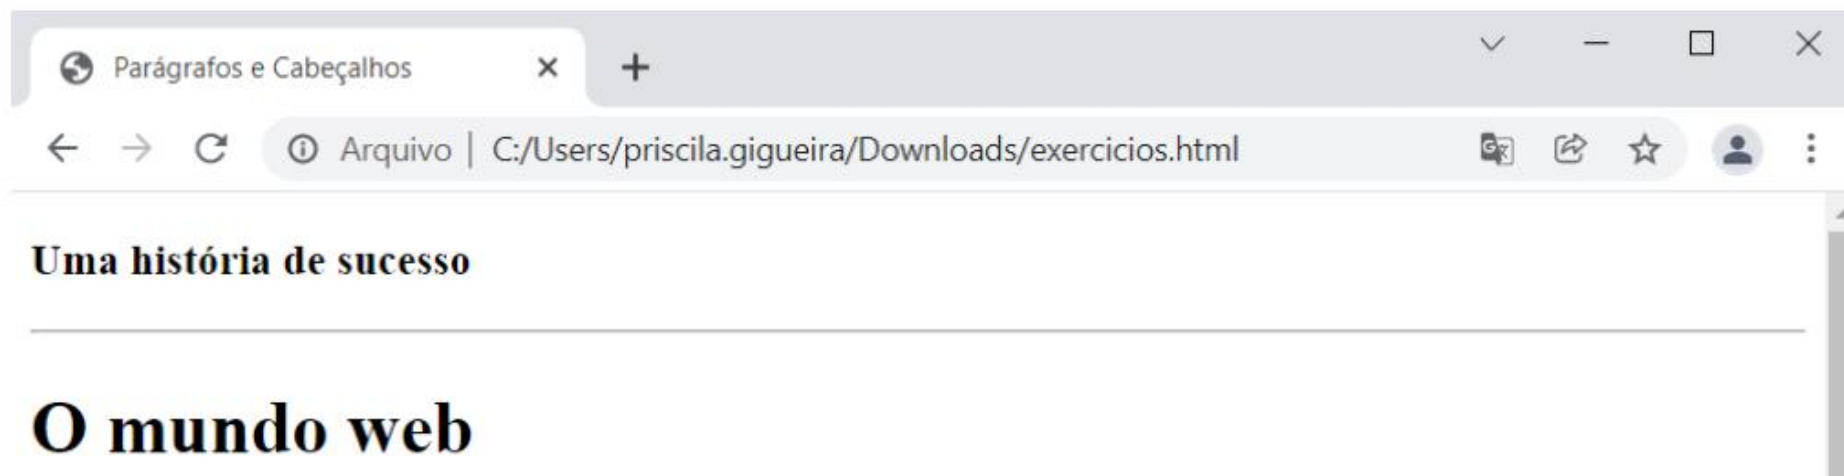 Parágrafos e Cabeçalhos
Arquivo | C:/Users/priscila.gigueira/Downloads/exercicios.html
Uma história de sucesso
O mundo web